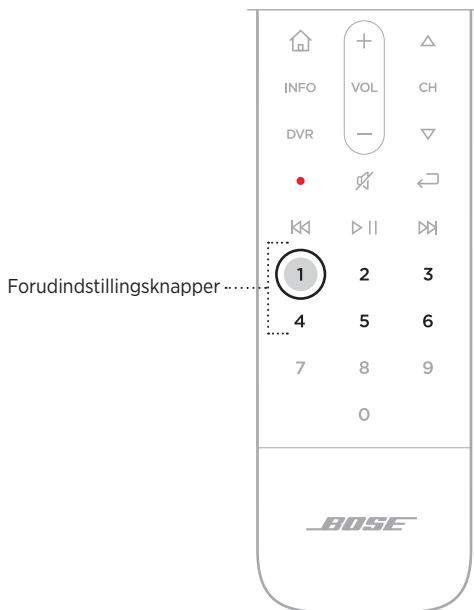 INFO VOL CH
DVR
Forudindstillingsknapper
1 2 3
4 5 6
7 8 9
0
BOSE